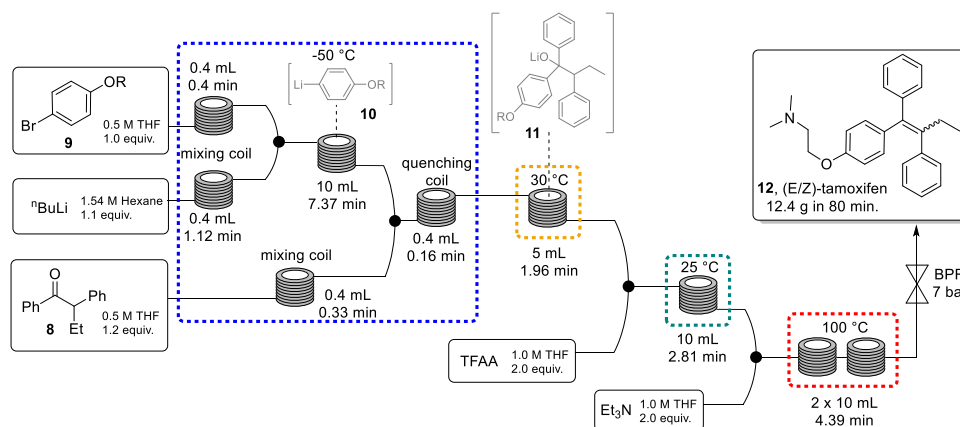 OR
Br
9
0.5 M THF
1.0 equiv.
0.4 mL
0.4 min
mixing coil
ⁿBuLi
1.54 M Hexane
1.1 equiv.
0.4 mL
1.12 min
-50 °C
Li
OR
10
10 mL
7.37 min
O
Ph
Ph
Et
8
0.5 M THF
1.2 equiv.
mixing coil
0.4 mL
0.33 min
quenching
coil
0.4 mL
0.16 min
LiO
RO
11
30 °C
5 mL
1.96 min
TFAA
1.0 M THF
2.0 equiv.
25 °C
10 mL
2.81 min
Et₃N
1.0 M THF
2.0 equiv.
100 °C
2 x 10 mL
4.39 min
BPR
7 ba
N
O
12, (E/Z)-tamoxifen
12.4 g in 80 min.